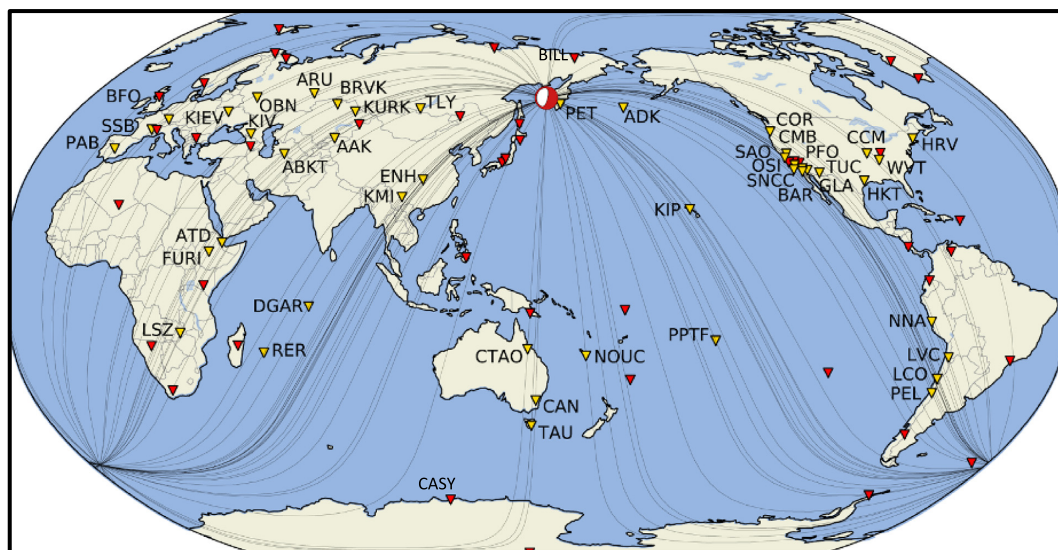 BILL
BFO
ARU
BRVK
OBN
KURK
TLY
PET
ADK
SSB
KIEV
KIV
COR
CMB
PAB
AAK
SAO
PFO
CCM
HRV
ABKT
OSI
TUC
WVT
ENH
SNCC
GLA
KMI
BAR
HKT
KIP
ATD
FURI
DGAR
LSZ
PPTF
NNA
RER
CTAO
NOUC
LVC
LCO
PEL
CAN
TAU
CASY